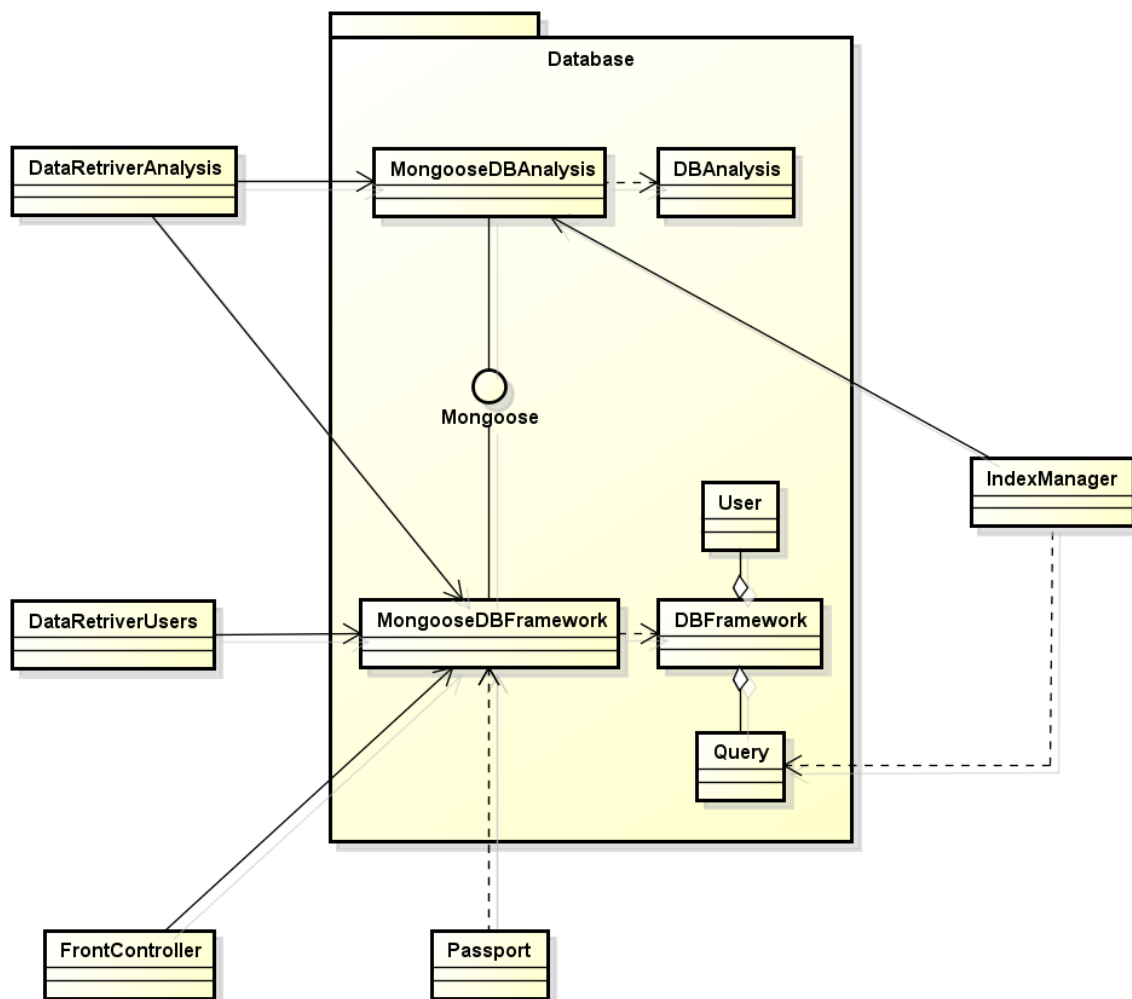 Database
DataRetriverAnalysis
MongooseDBAnalysis
DBAnalysis
Mongoose
IndexManager
User
DataRetriverUsers
MongooseDBFramework
DBFramework
Query
FrontController
Passport